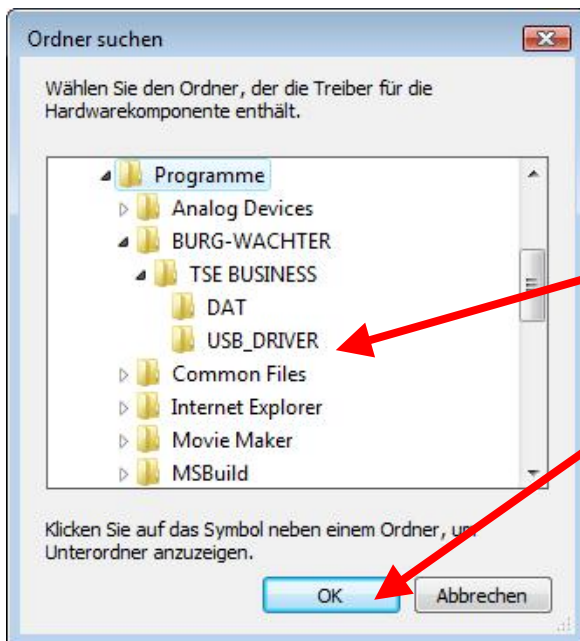 Ordner suchen
Wählen Sie den Ordner, der die Treiber für die
Hardwarekomponente enthält.
Programme
Analog Devices
BURG-WACHTER
TSE BUSINESS
DAT
USB_DRIVER
Common Files
Internet Explorer
Movie Maker
MSBuild
Klicken Sie auf das Symbol neben einem Ordner, um
Unterordner anzuzeigen.
OK Abbrechen